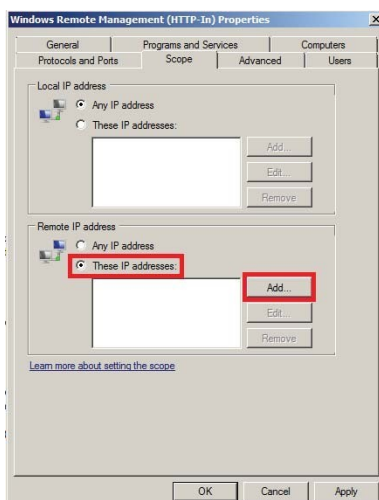 Windows Remote Management (HTTP-In) Properties
General Programs and Services Computers
Protocols and Ports Scope Advanced Users
Local IP address
Any IP address
These IP addresses:
Add...
Edit...
Remove
Remote IP address
Any IP address
These IP addresses:
Add...
Edit...
Remove
Learn more about setting the scope
OK Cancel Apply